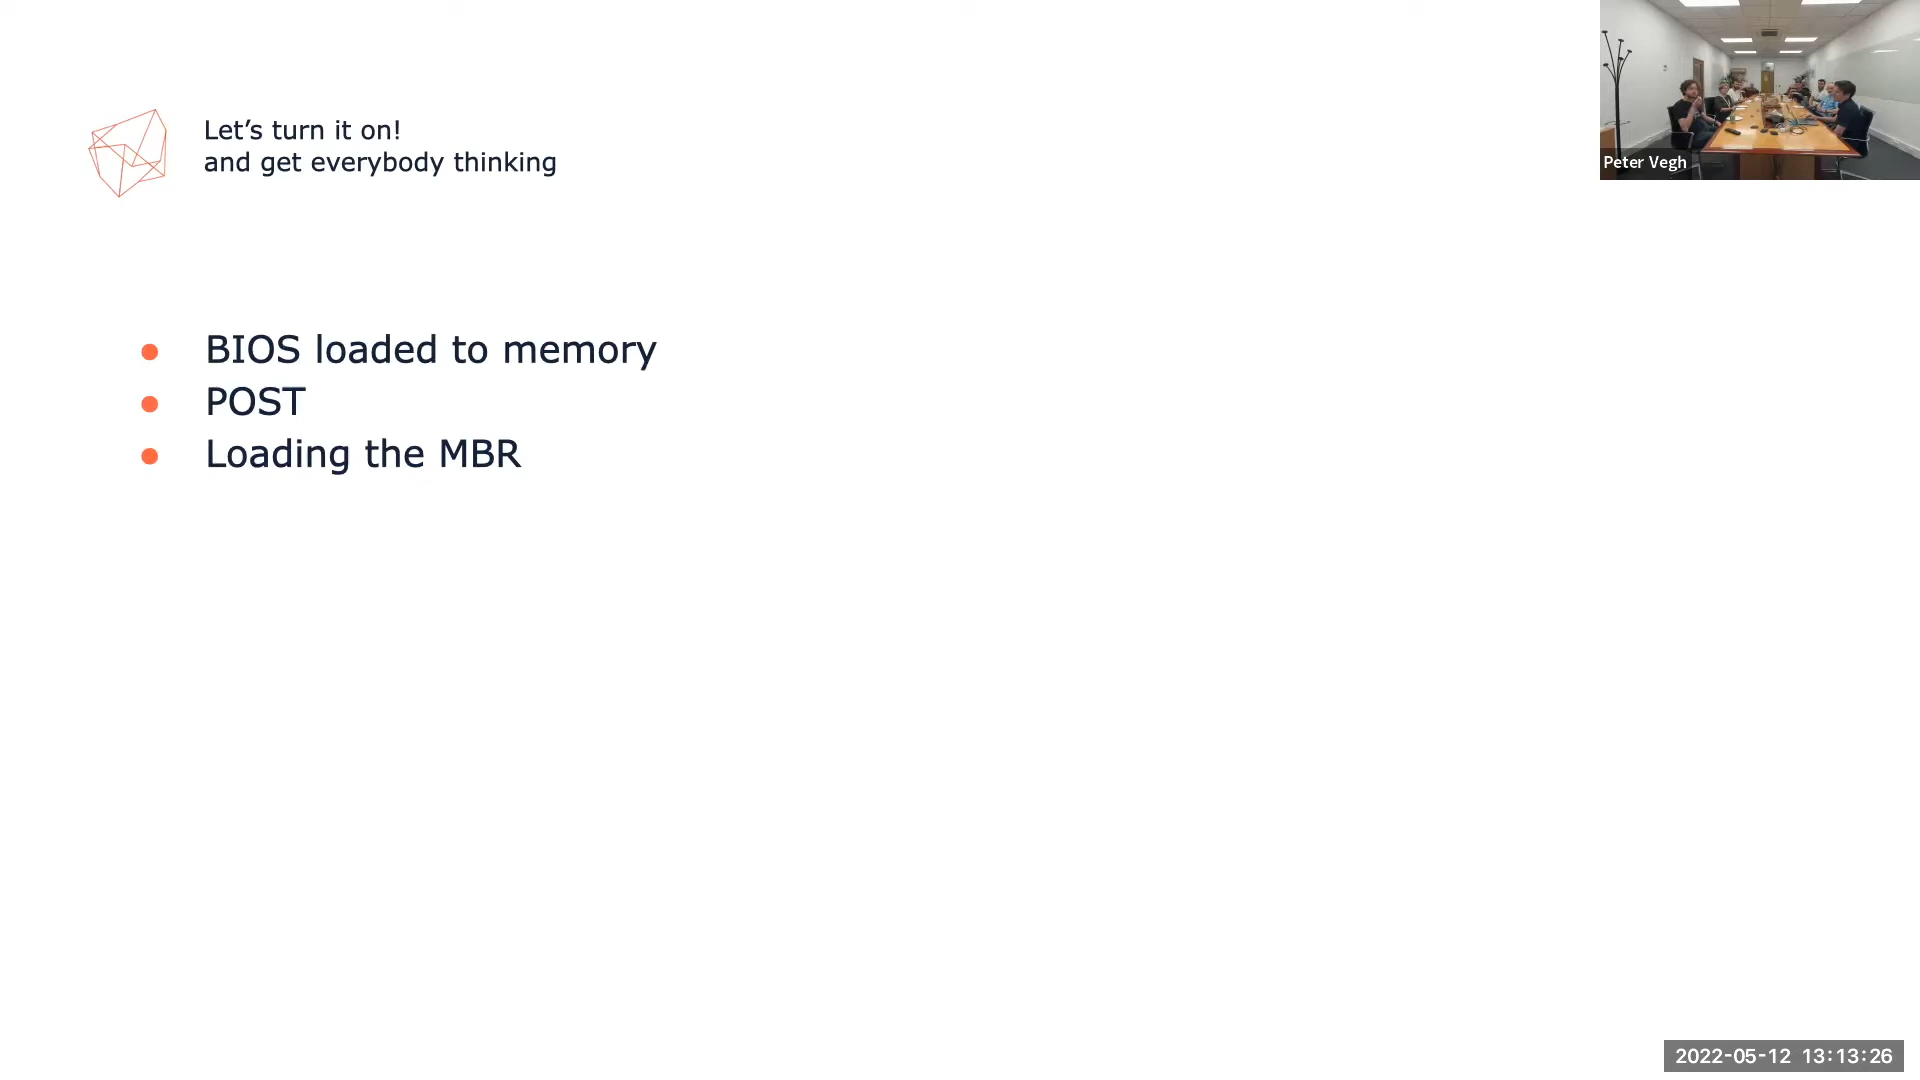 Let’s turn it on!
and get everybody thinking
Peter Vegh
BIOS loaded to memory
POST
Loading the MBR
2022-05-12 13:13:26